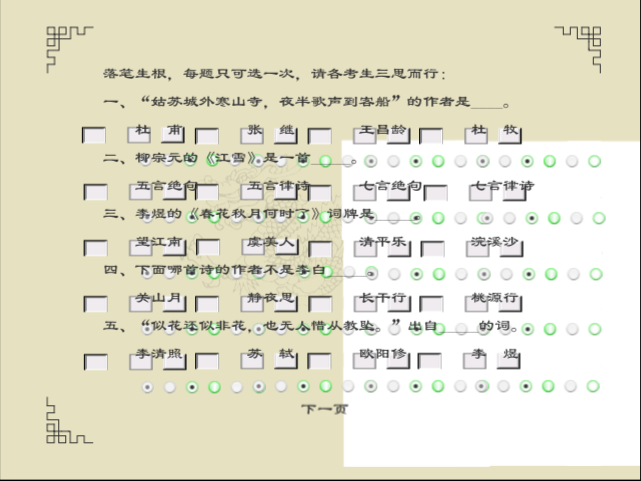 落笔生根，每题只可选一次，请各考生三思而行：
一、“姑苏城外寒山寺，夜半歌声到客船”的作者是____。
杜 甫 张 继 王昌龄 杜 牧
二、柳宗元的《江雪》是一首____。
五言绝句 五言律诗 七言绝句 七言律诗
三、李煜的《春花秋月何时了》词牌是____
望江南 虞美人 清平乐 浣溪沙
四、下面哪首诗的作者不是李白____。
关山月 静夜思 长干行 桃源行
五、“似花还似非花，也无人惜从教坠。”出自____的词。
李清照 苏 轼 欧阳修 李 煜
下一页